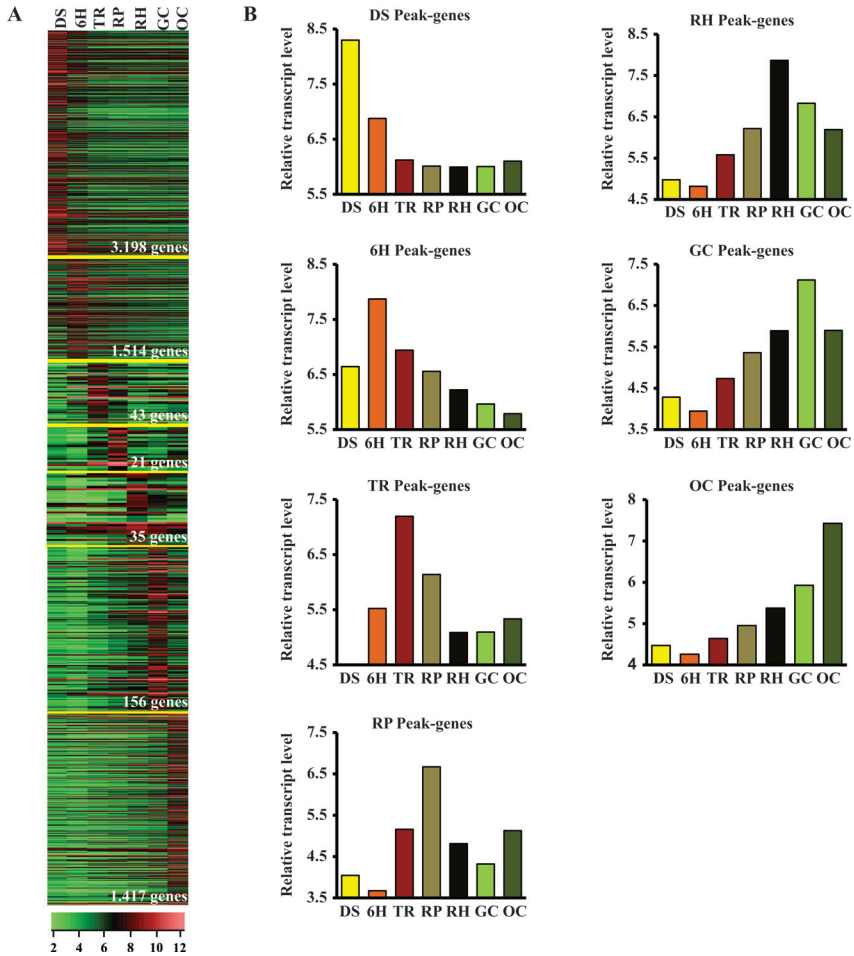 A
DS 6H TR RP RH GC OC
3.198 genes
1.514 genes
43 genes
21 genes
35 genes
156 genes
1.417 genes
2 4 6 8 10 12
B
DS Peak-genes
Relative transcript level
8.5
7.5
6.5
5.5
DS 6H TR RP RH GC OC
RH Peak-genes
Relative transcript level
8.5
6.5
4.5
DS 6H TR RP RH GC OC
6H Peak-genes
Relative transcript level
8.5
7.5
6.5
5.5
DS 6H TR RP RH GC OC
GC Peak-genes
Relative transcript level
7.5
5.5
4.5
3.5
DS 6H TR RP RH GC OC
TR Peak-genes
Relative transcript level
7.5
6.5
5.5
4.5
DS 6H TR RP RH GC OC
OC Peak-genes
Relative transcript level
8
7
6
5
4
DS 6H TR RP RH GC OC
RP Peak-genes
Relative transcript level
6.5
5.5
4.5
3.5
DS 6H TR RP RH GC OC